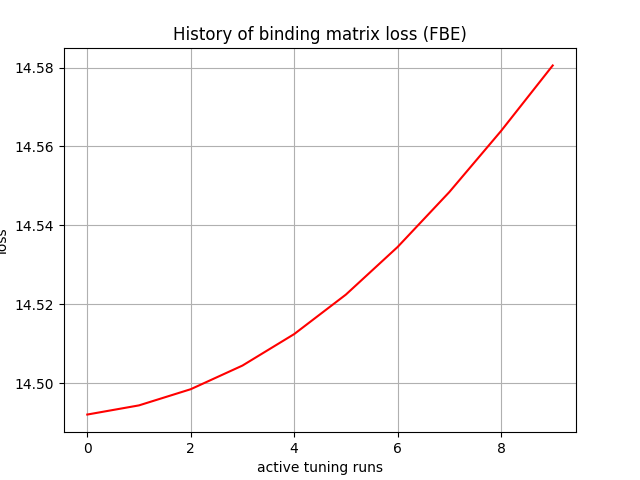 History of binding matrix loss (FBE)
14.58
14.56
14.54
14.52
14.50
loss
0 2 4 6 8
active tuning runs